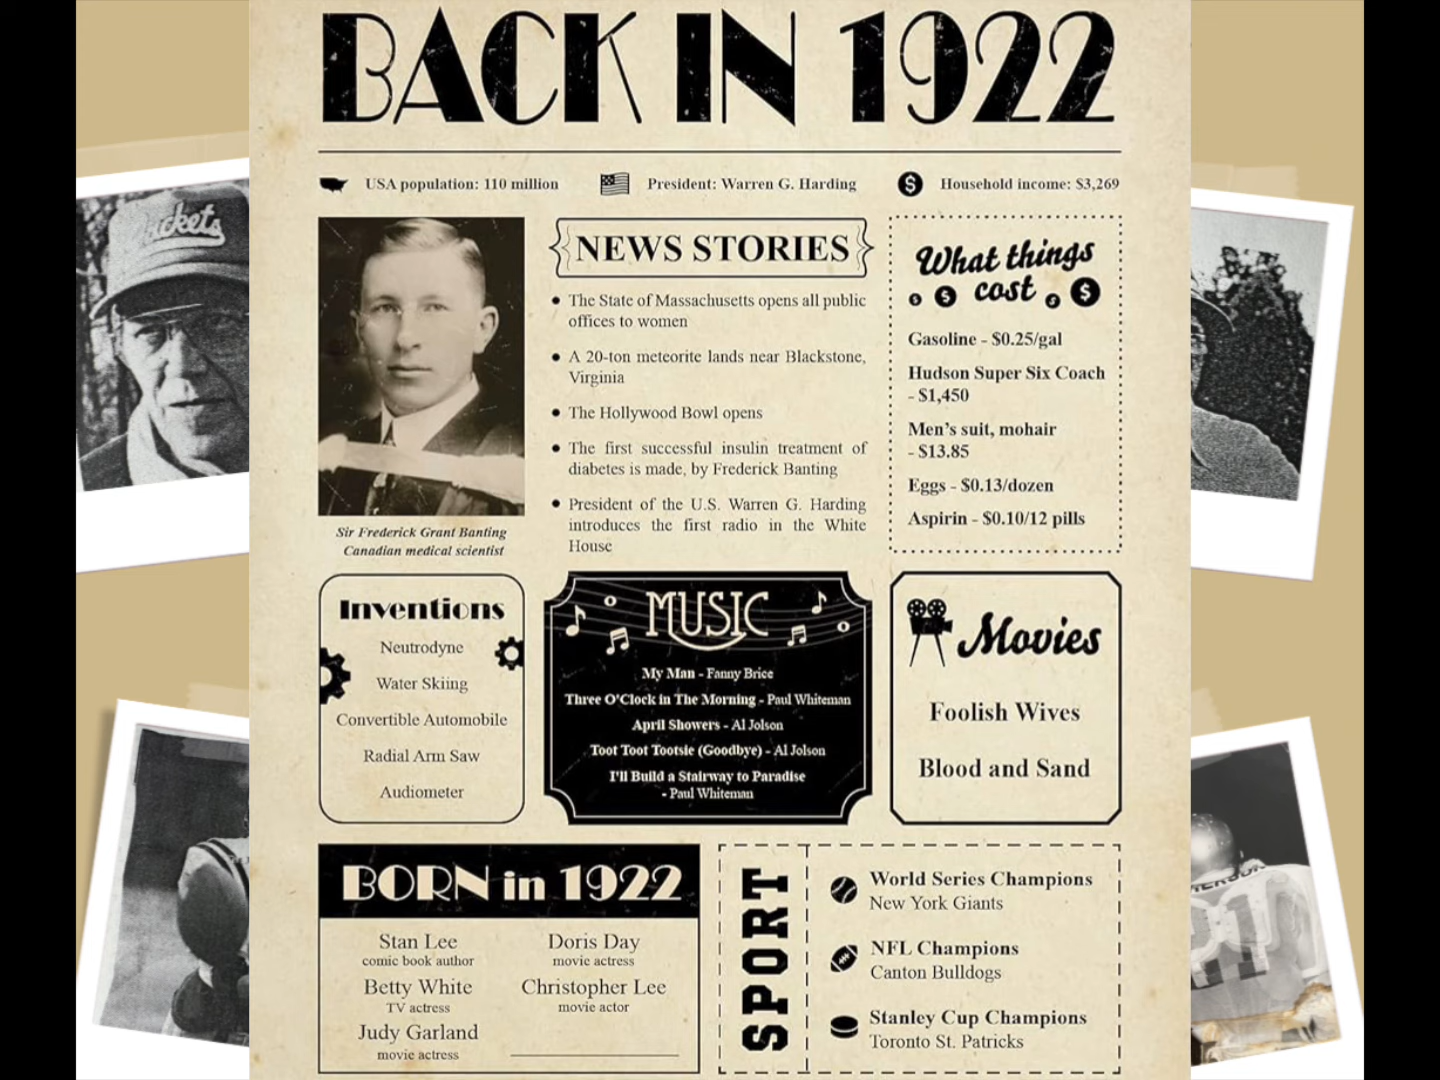 BACK IN 1922
USA population: 110 million
President: Warren G. Harding
Household income: $3,269
Sir Frederick Grant Banting
Canadian medical scientist
NEWS STORIES
The State of Massachusetts opens all public
offices to women
A 20-ton meteorite lands near Blackstone,
Virginia
The Hollywood Bowl opens
The first successful insulin treatment of
diabetes is made, by Frederick Banting
President of the U.S. Warren G. Harding
introduces the first radio in the White
House
What things
cost
Gasoline - $0.25/gal
Hudson Super Six Coach
- $1,450
Men's suit, mohair
- $13.85
Eggs - $0.13/dozen
Aspirin - $0.10/12 pills
Inventions
Neutrodyne
Water Skiing
Convertible Automobile
Radial Arm Saw
Audiometer
MUSIC
My Man - Fanny Brice
Three O'Clock in The Morning - Paul Whiteman
April Showers - Al Jolson
Toot Toot Tootsie (Goodbye) - Al Jolson
I'll Build a Stairway to Paradise
- Paul Whiteman
Movies
Foolish Wives
Blood and Sand
BORN in 1922
Stan Lee
comic book author
Betty White
TV actress
Judy Garland
movie actress
Doris Day
movie actress
Christopher Lee
movie actor
SPORT
World Series Champions
New York Giants
NFL Champions
Canton Bulldogs
Stanley Cup Champions
Toronto St. Patricks